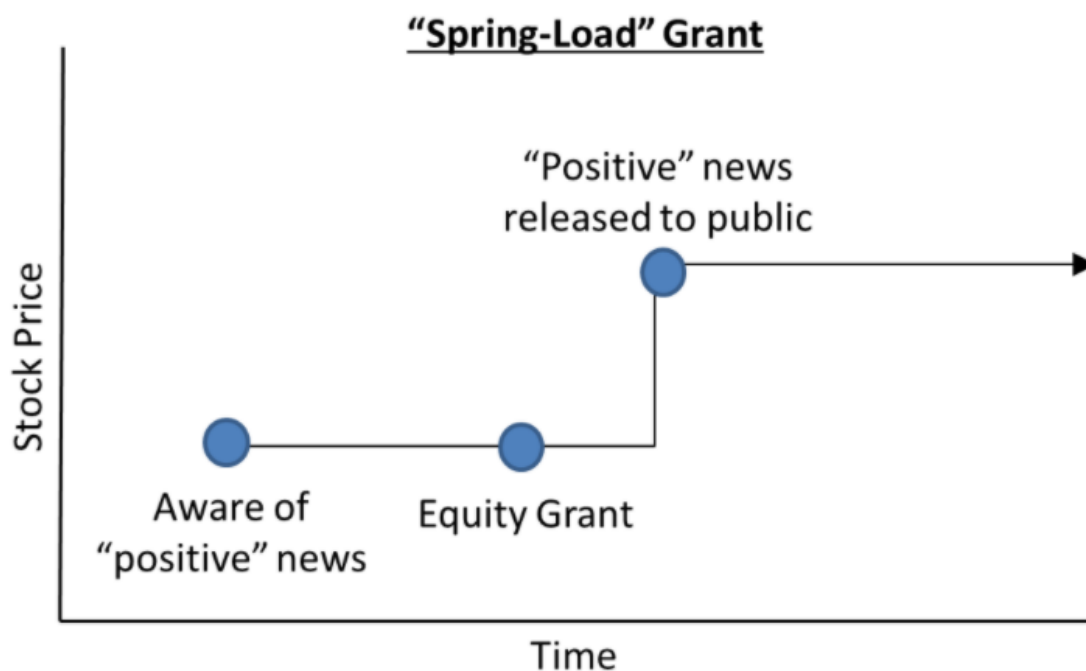 “Spring-Load” Grant
“Positive” news
released to public
Stock Price
Aware of
“positive” news
Equity Grant
Time